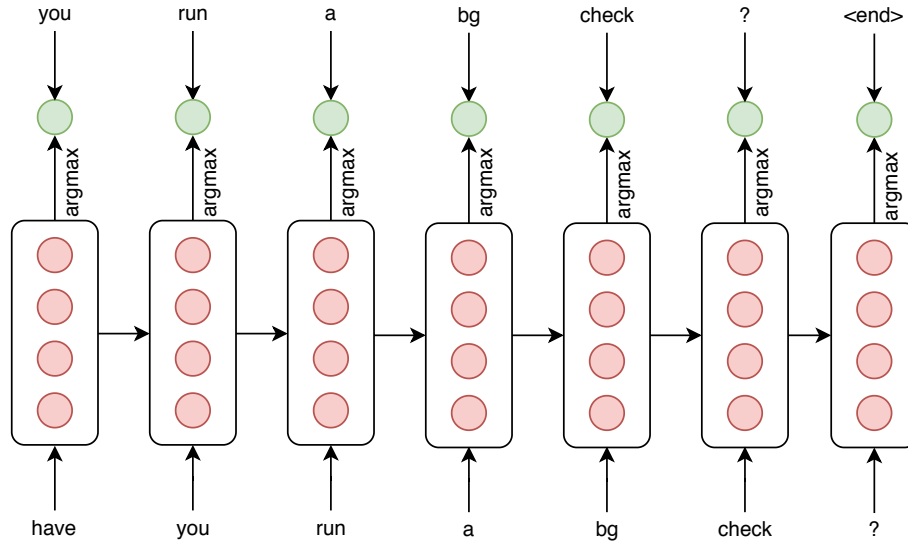 you run a bg check ? <end>
argmax argmax argmax argmax argmax argmax argmax
have you run a bg check ?